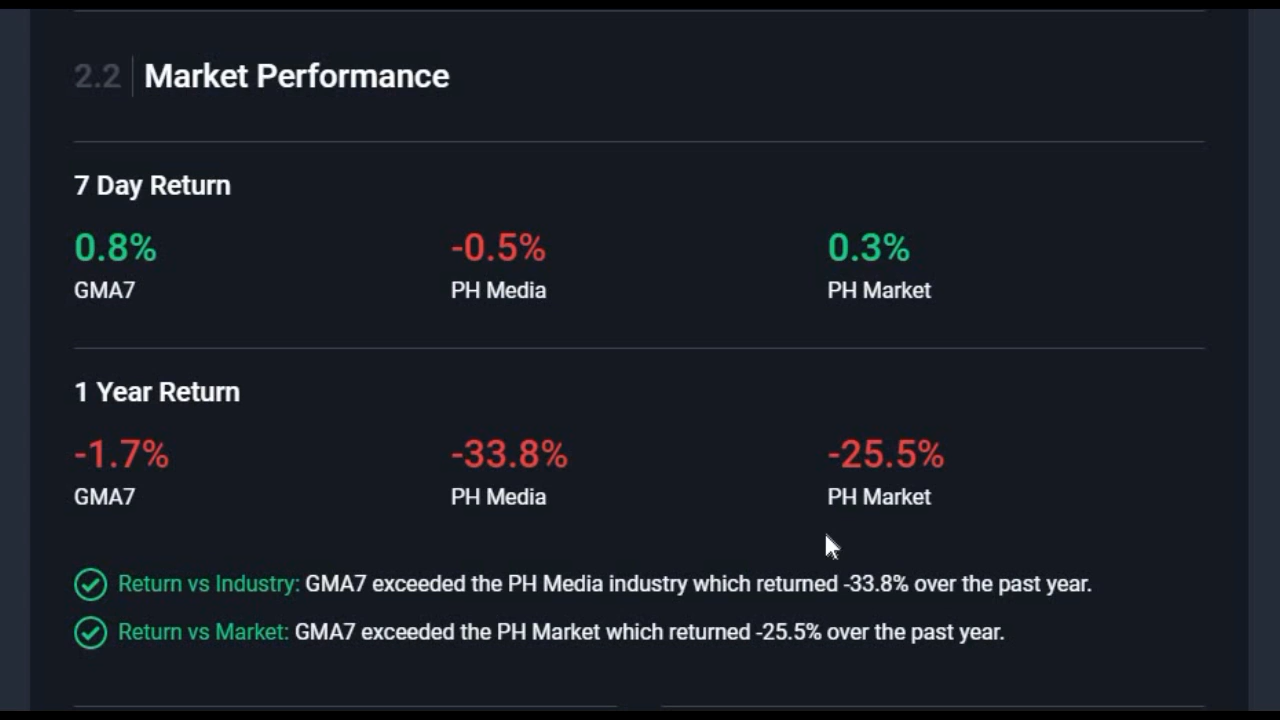 2.2 Market Performance
7 Day Return
0.8% -0.5% 0.3%
GMA7 PH Media PH Market
1 Year Return
-1.7% -33.8% -25.5%
GMA7 PH Media PH Market
Return vs Industry: GMA7 exceeded the PH Media industry which returned -33.8% over the past year.
Return vs Market: GMA7 exceeded the PH Market which returned -25.5% over the past year.